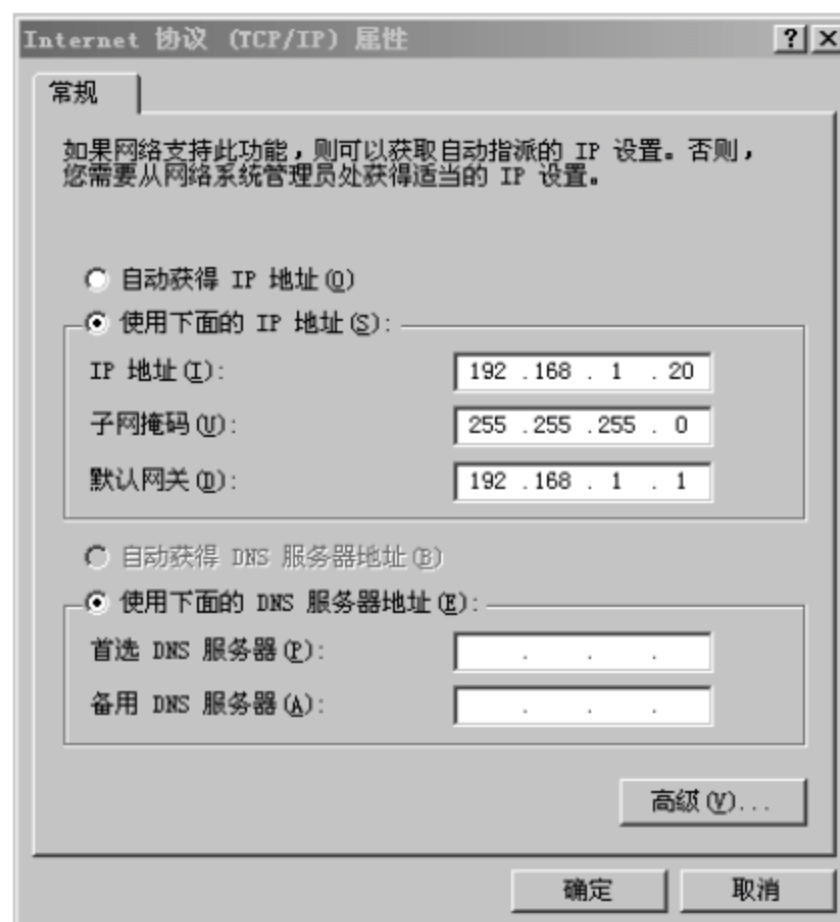 Internet 协议 (TCP/IP) 属性
常规
如果网络支持此功能，则可以获取自动指派的 IP 设置。否则，
您需要从网络系统管理员处获得适当的 IP 设置。
自动获得 IP 地址(O)
使用下面的 IP 地址(S):
IP 地址(I): 192 .168 . 1 . 20
子网掩码(U): 255 .255 .255 . 0
默认网关(D): 192 .168 . 1 . 1
自动获得 DNS 服务器地址(B)
使用下面的 DNS 服务器地址(E):
首选 DNS 服务器(P): . . .
备用 DNS 服务器(A): . . .
高级(V)...
确定 取消